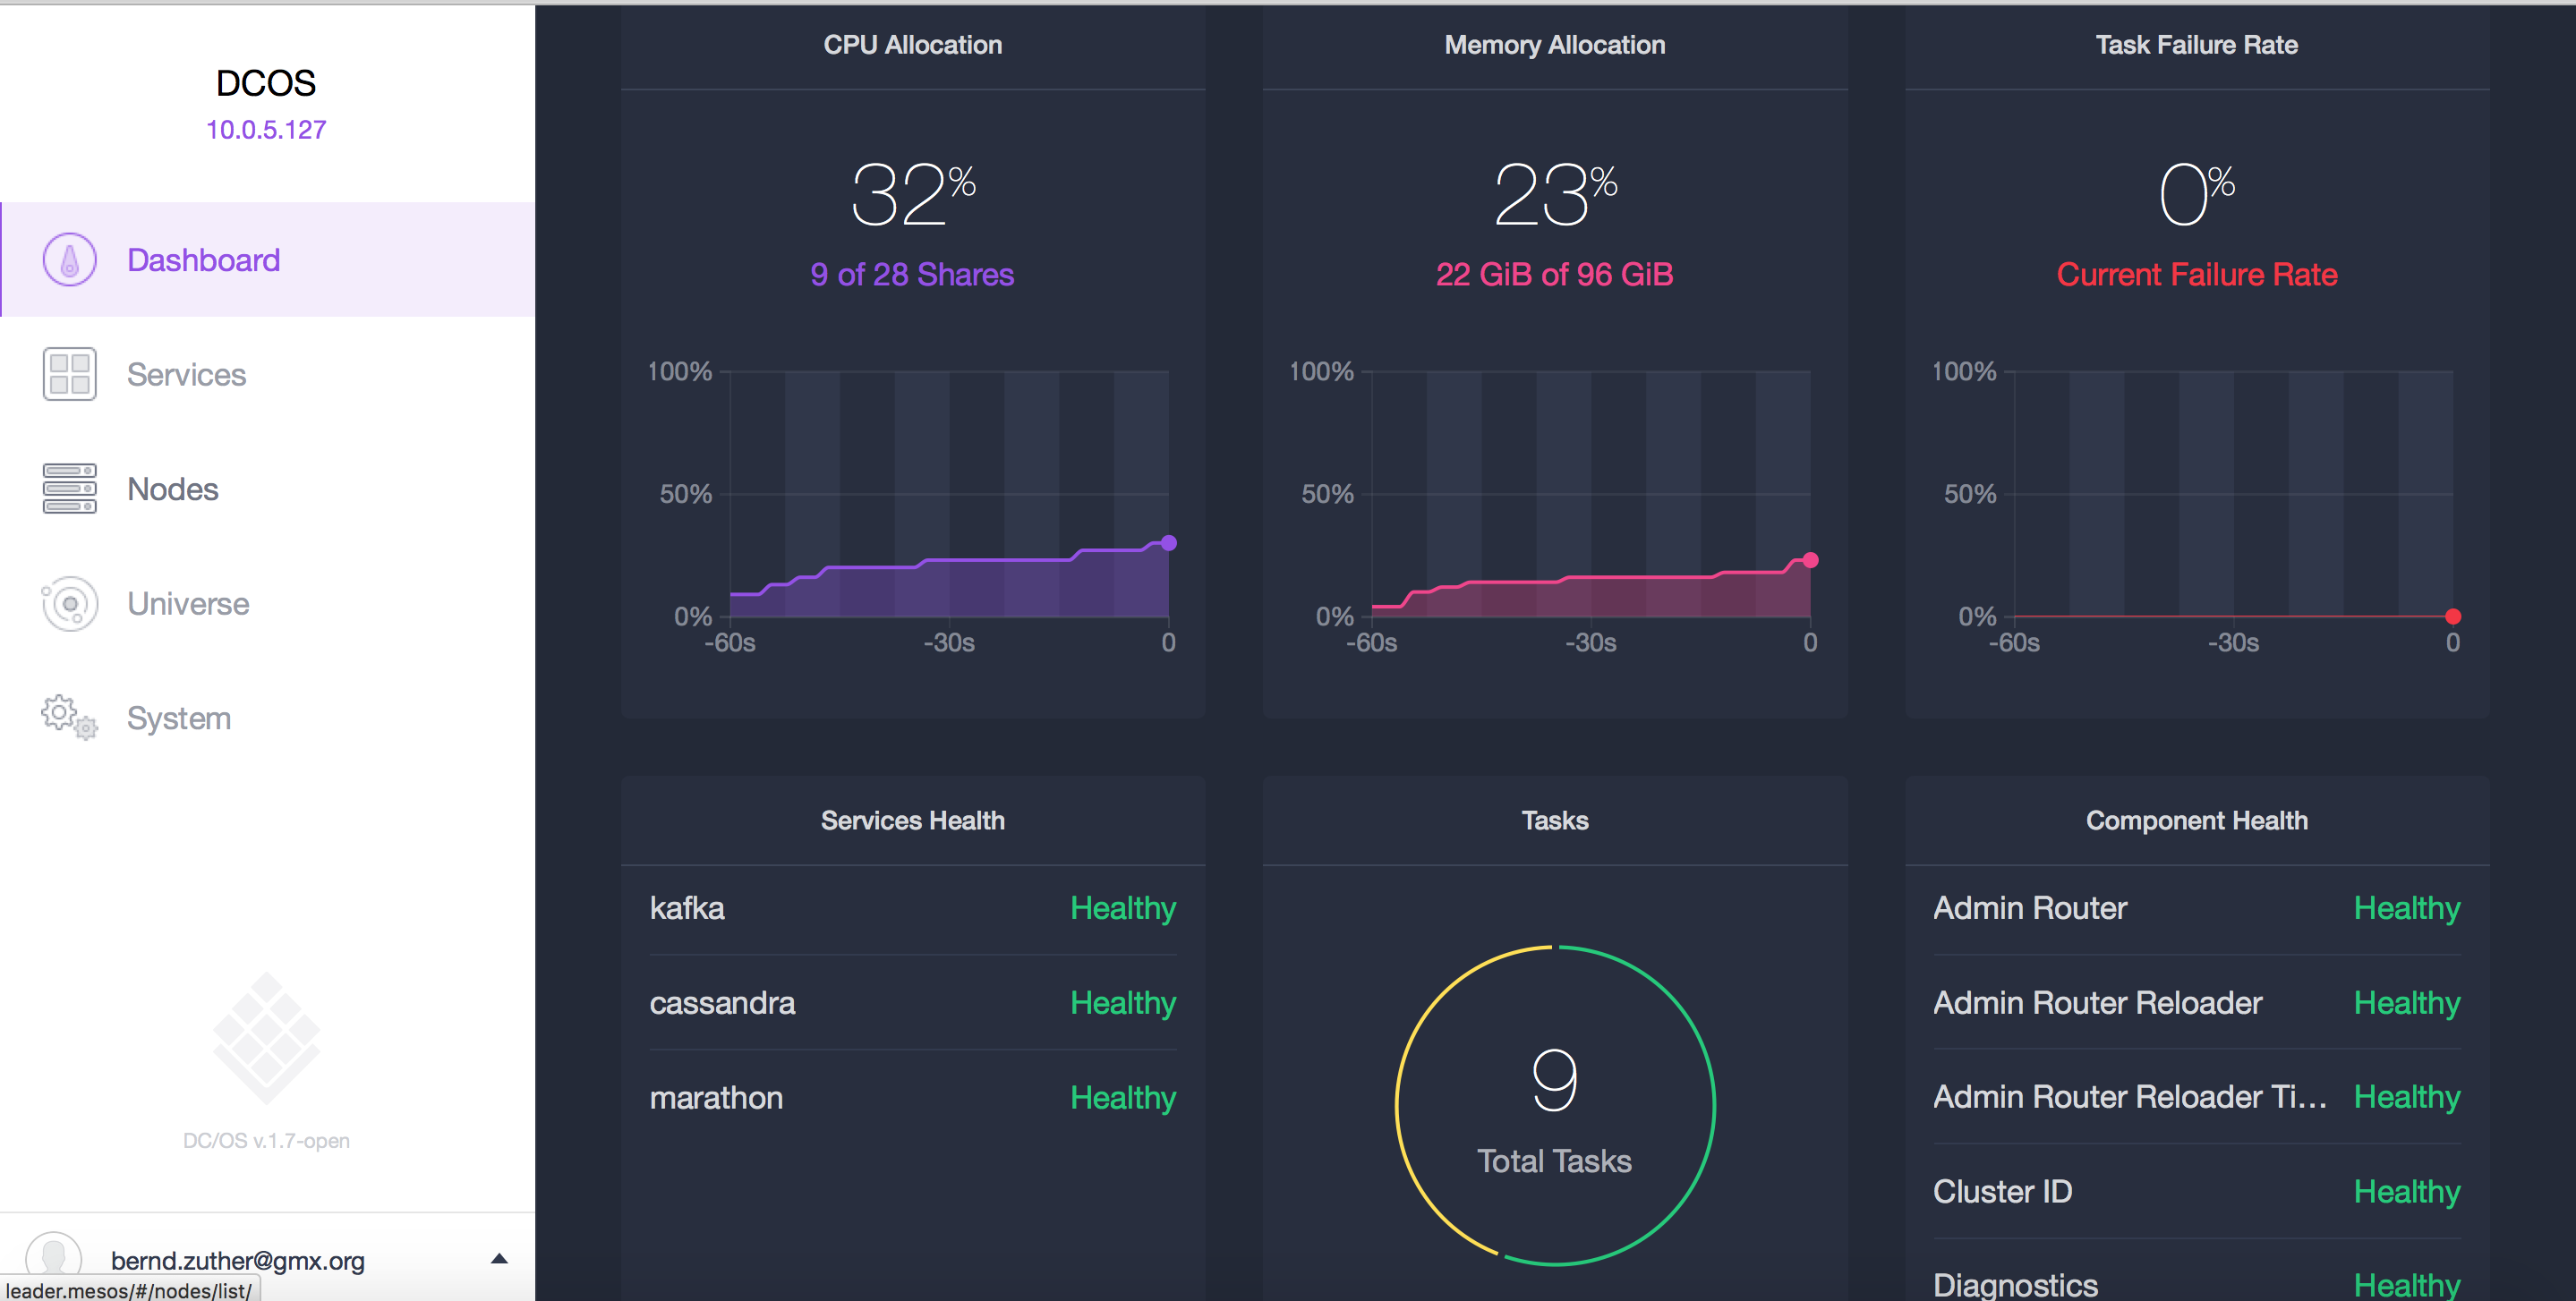 DCOS
10.0.5.127
Dashboard
Services
Nodes
Universe
System
DC/OS v.1.7-open
bernd.zuther@gmx.org
leader.mesos/#/nodes/list/
CPU Allocation
32%
9 of 28 Shares
100%
50%
0%
-60s -30s 0
Memory Allocation
23%
22 GiB of 96 GiB
100%
50%
0%
-60s -30s 0
Task Failure Rate
0%
Current Failure Rate
100%
50%
0%
-60s -30s 0
Services Health
kafka Healthy
cassandra Healthy
marathon Healthy
Tasks
9
Total Tasks
Component Health
Admin Router Healthy
Admin Router Reloader Healthy
Admin Router Reloader Ti... Healthy
Cluster ID Healthy
Diagnostics Healthy